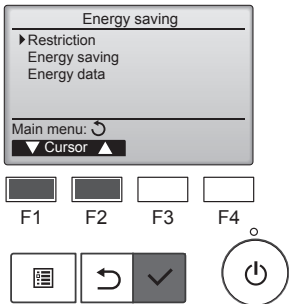 Energy saving
Restriction
Energy saving
Energy data
Main menu:
Cursor
F1 F2 F3 F4